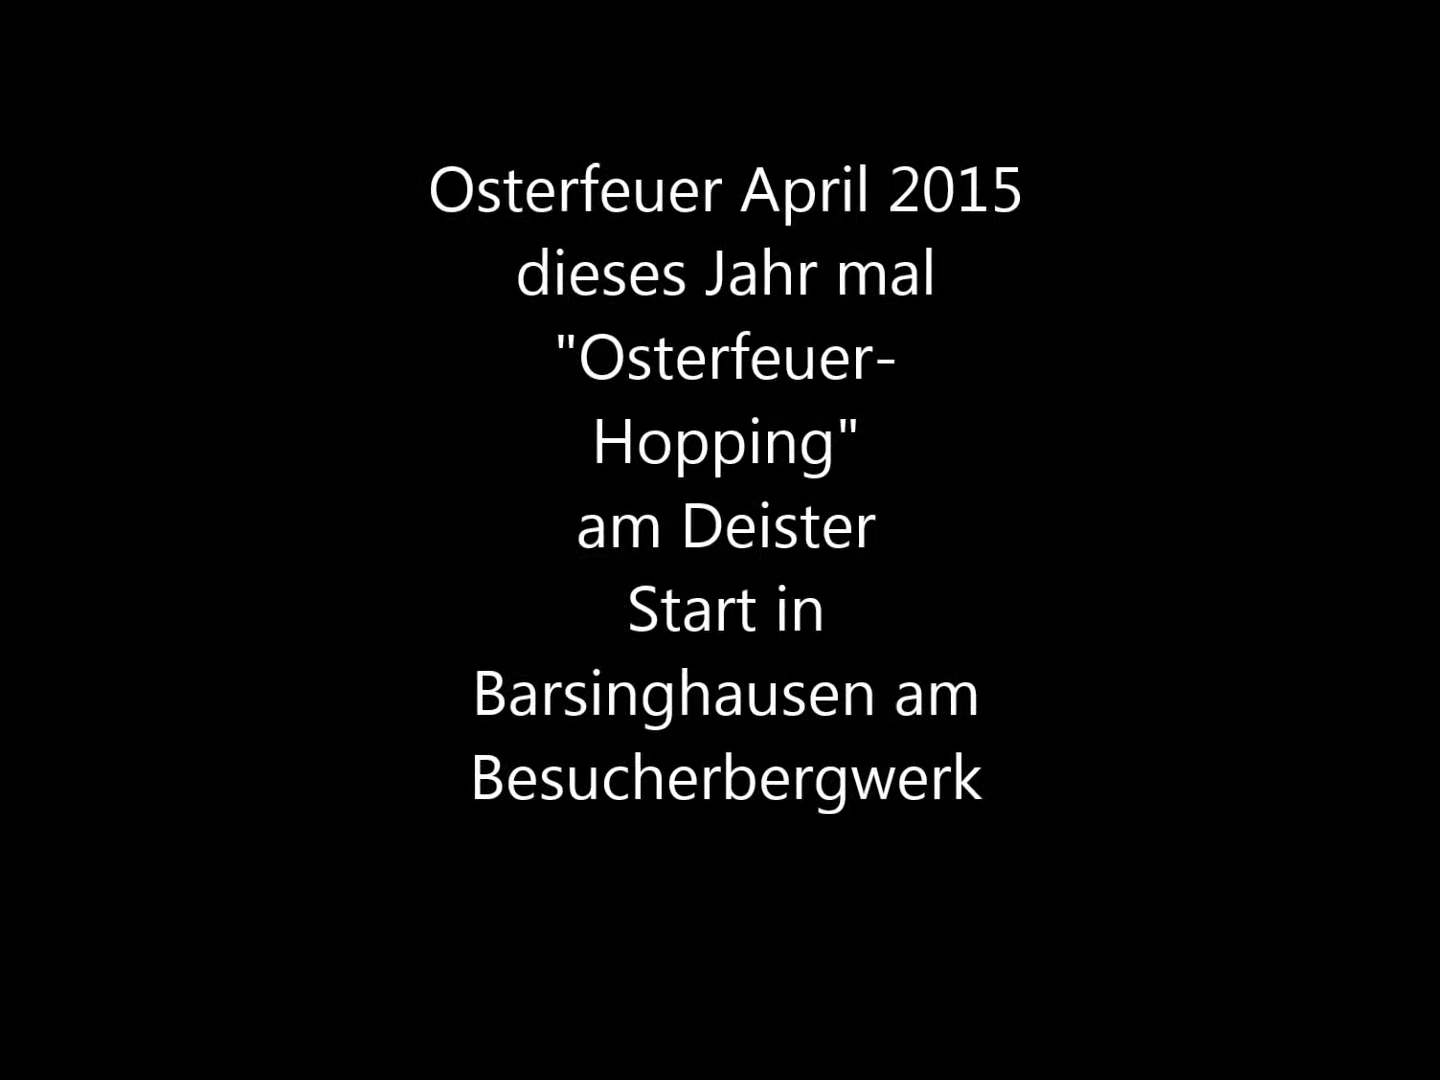 Osterfeuer April 2015
dieses Jahr mal
"Osterfeuer-
Hopping"
am Deister
Start in
Barsinghausen am
Besucherbergwerk